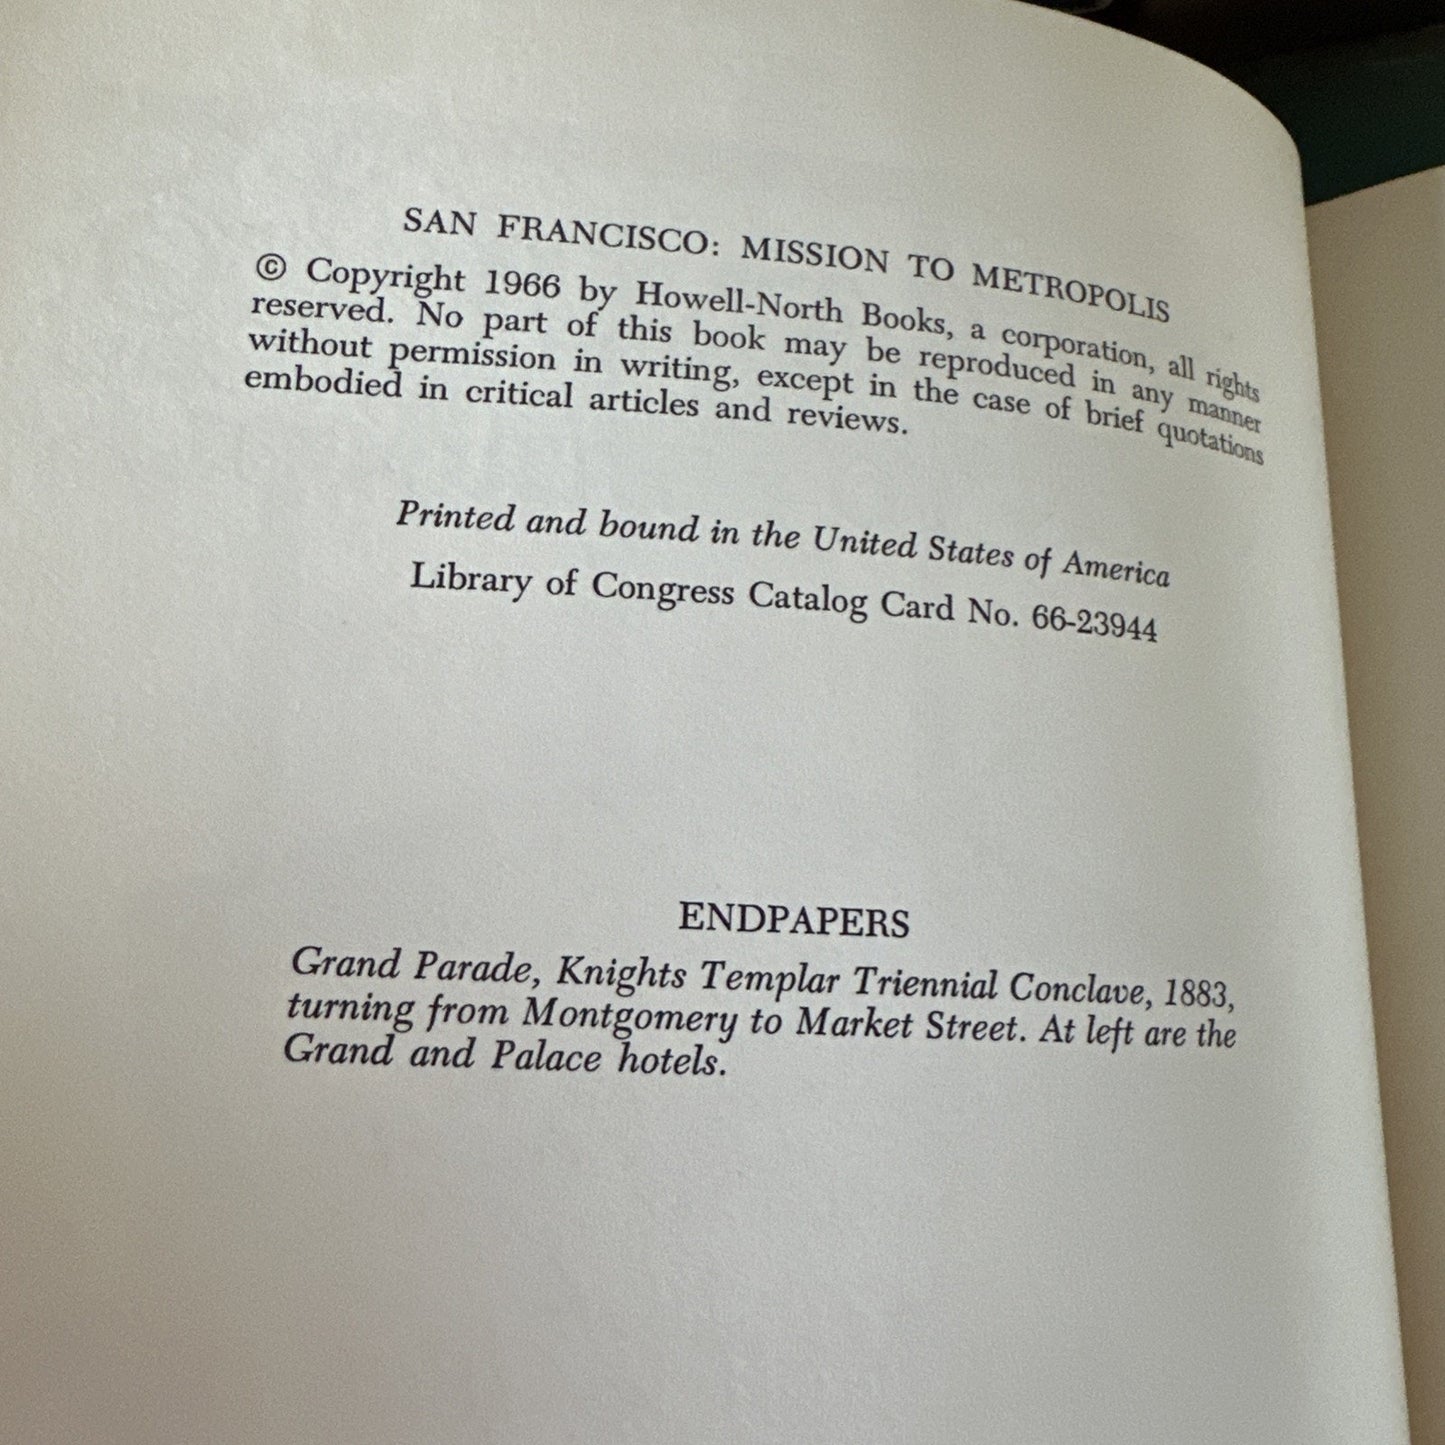 SAN FRANCISCO: MISSION TO METROPOLIS
© Copyright 1966 by Howell-North Books, a corporation, all rights
reserved. No part of this book may be reproduced in any manner
without permission in writing, except in the case of brief quotations
embodied in critical articles and reviews.
Printed and bound in the United States of America
Library of Congress Catalog Card No. 66-23944
ENDPAPERS
Grand Parade, Knights Templar Triennial Conclave, 1883,
turning from Montgomery to Market Street. At left are the
Grand and Palace hotels.